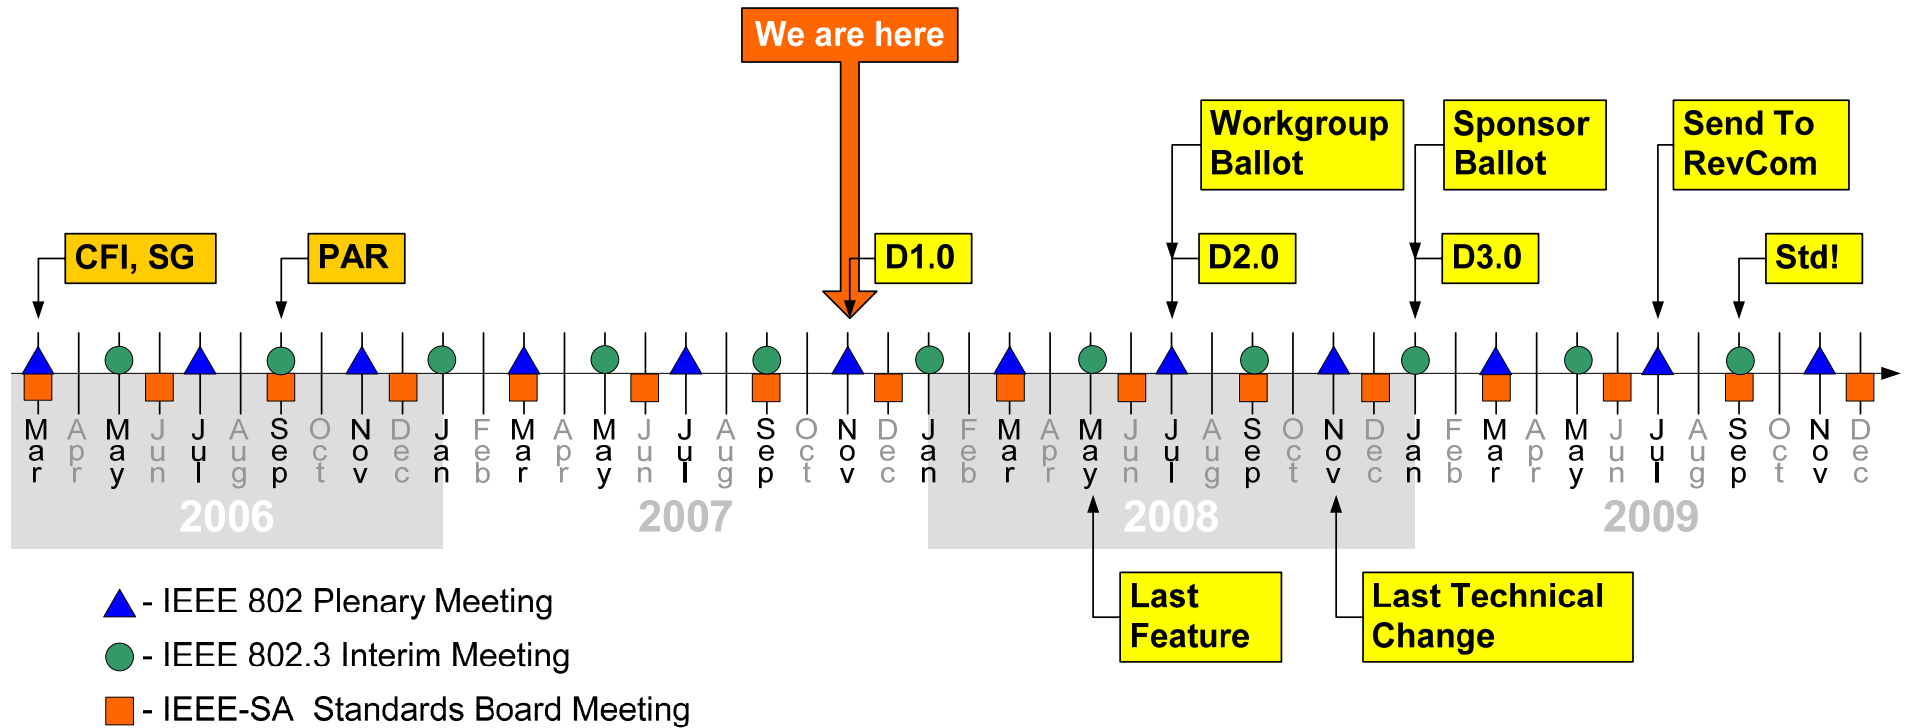 We are here
Workgroup
Ballot
Sponsor
Ballot
Send To
RevCom
CFI, SG
PAR
D1.0
D2.0
D3.0
Std!
Mar Apr May Jun Jul Aug Sep Oct Nov Dec Jan Feb Mar Apr May Jun Jul Aug Sep Oct Nov Dec Jan Feb Mar Apr May Jun Jul Aug Sep Oct Nov Dec Jan Feb Mar Apr May Jun Jul Aug Sep Oct Nov Dec
2006 2007 2008 2009
Last
Feature
Last Technical
Change
- IEEE 802 Plenary Meeting
- IEEE 802.3 Interim Meeting
- IEEE-SA Standards Board Meeting